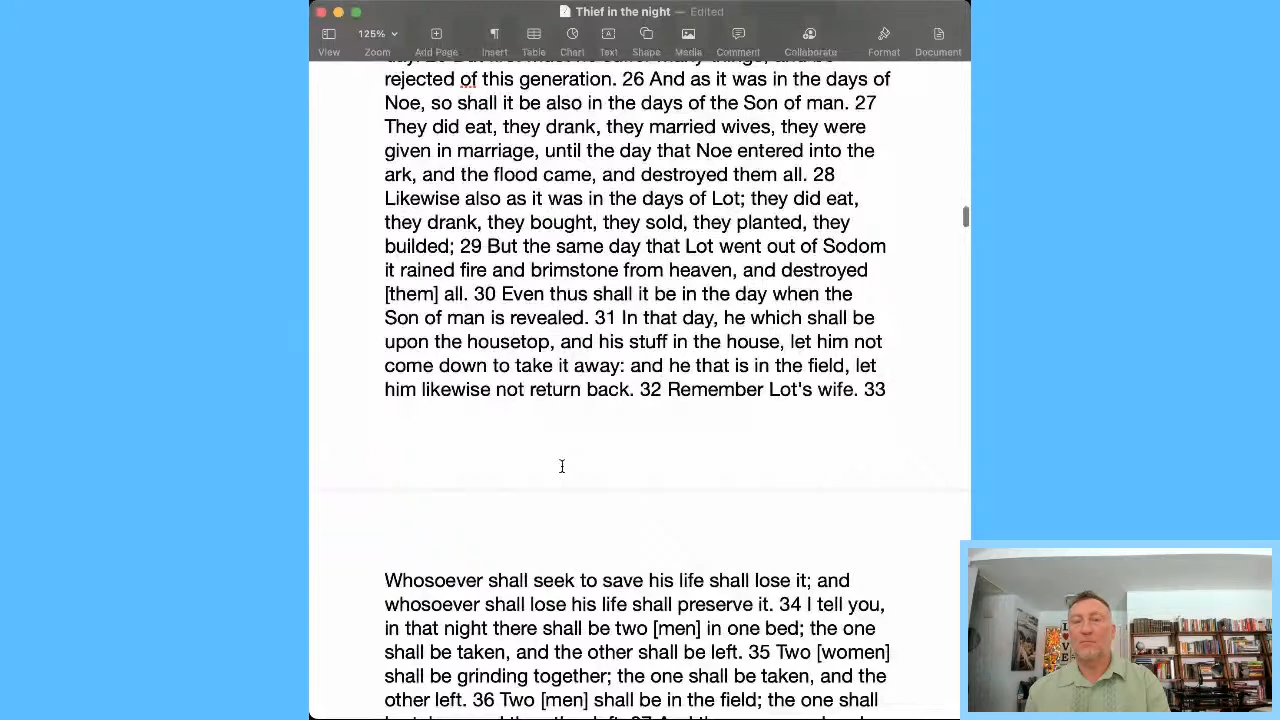 Thief in the night — Edited
125%
View Zoom Add Page Insert Table Chart Text Shape Media Comment Collaborate Format Document
rejected of this generation. 26 And as it was in the days of
Noe, so shall it be also in the days of the Son of man. 27
They did eat, they drank, they married wives, they were
given in marriage, until the day that Noe entered into the
ark, and the flood came, and destroyed them all. 28
Likewise also as it was in the days of Lot; they did eat,
they drank, they bought, they sold, they planted, they
builded; 29 But the same day that Lot went out of Sodom
it rained fire and brimstone from heaven, and destroyed
[them] all. 30 Even thus shall it be in the day when the
Son of man is revealed. 31 In that day, he which shall be
upon the housetop, and his stuff in the house, let him not
come down to take it away: and he that is in the field, let
him likewise not return back. 32 Remember Lot's wife. 33
Whosoever shall seek to save his life shall lose it; and
whosoever shall lose his life shall preserve it. 34 I tell you,
in that night there shall be two [men] in one bed; the one
shall be taken, and the other shall be left. 35 Two [women]
shall be grinding together; the one shall be taken, and the
other left. 36 Two [men] shall be in the field; the one shall